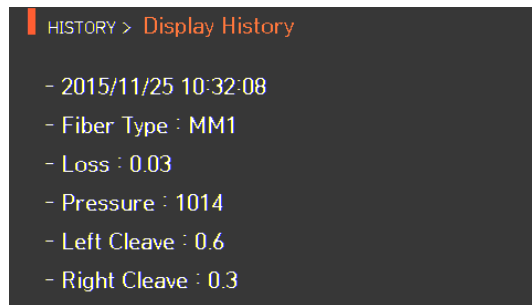 HISTORY > Display History
- 2015/11/25 10:32:08
- Fiber Type : MM1
- Loss : 0.03
- Pressure : 1014
- Left Cleave : 0.6
- Right Cleave : 0.3